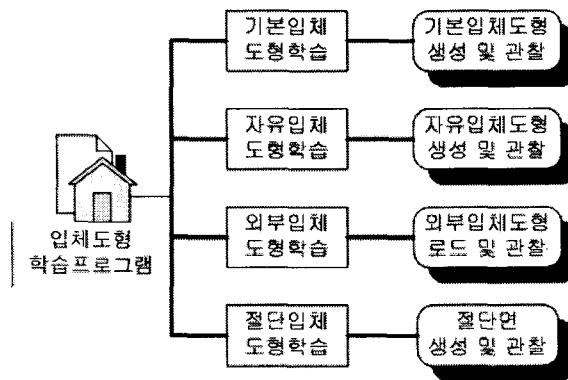 기본입체
도형학습
기본입체도형
생성 및 관찰
자유입체
도형학습
자유입체도형
생성 및 관찰
입체도형
학습프로그램
외부입체
도형학습
외부입체도형
로드 및 관찰
절단입체
도형학습
절단면
생성 및 관찰